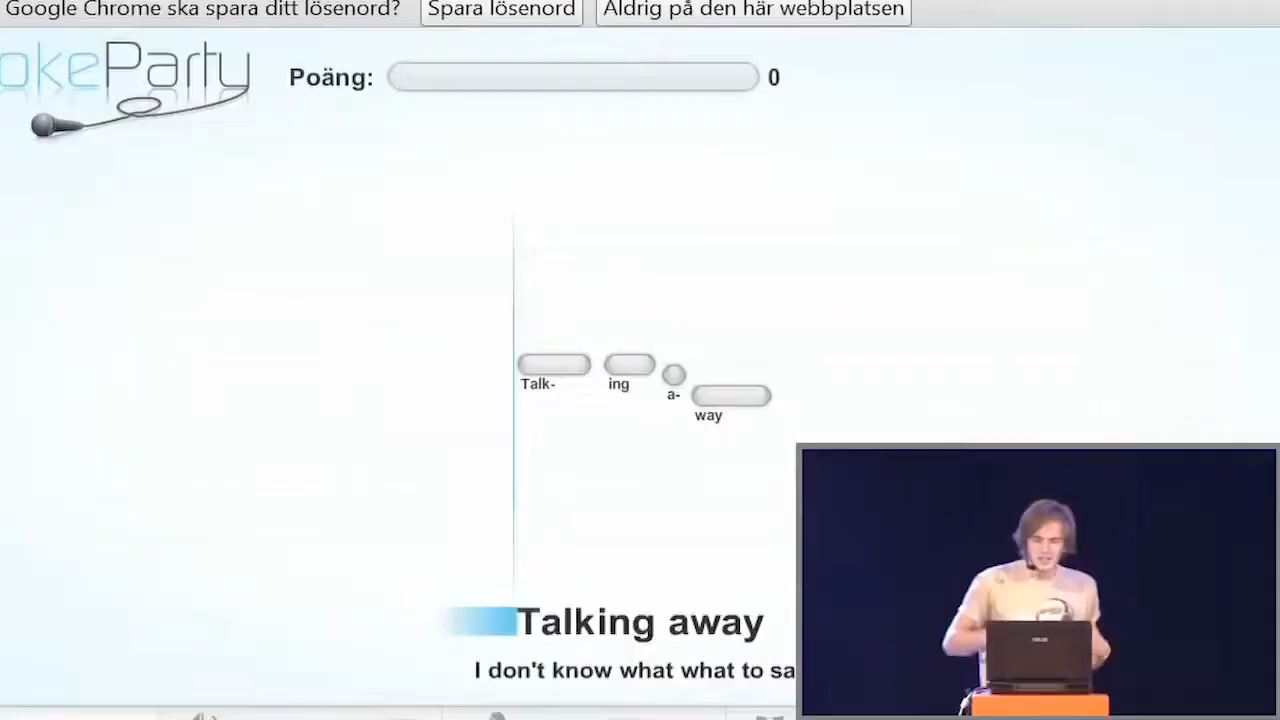 Google Chrome ska spara ditt lösenord? Spara lösenord Aldrig på den här webbplatsen
okeParty
Poäng: 0
Talk- ing a- way
Talking away
I don't know what what to sa